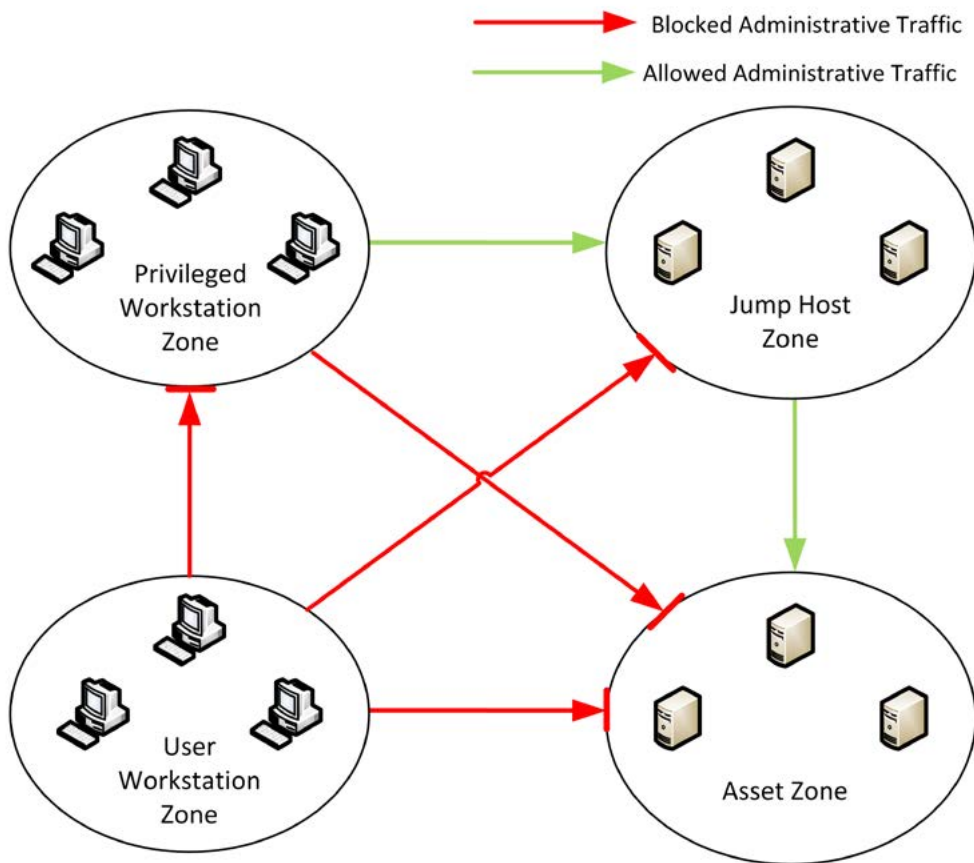 Blocked Administrative Traffic
Allowed Administrative Traffic
Privileged
Workstation
Zone
Jump Host
Zone
User
Workstation
Zone
Asset Zone